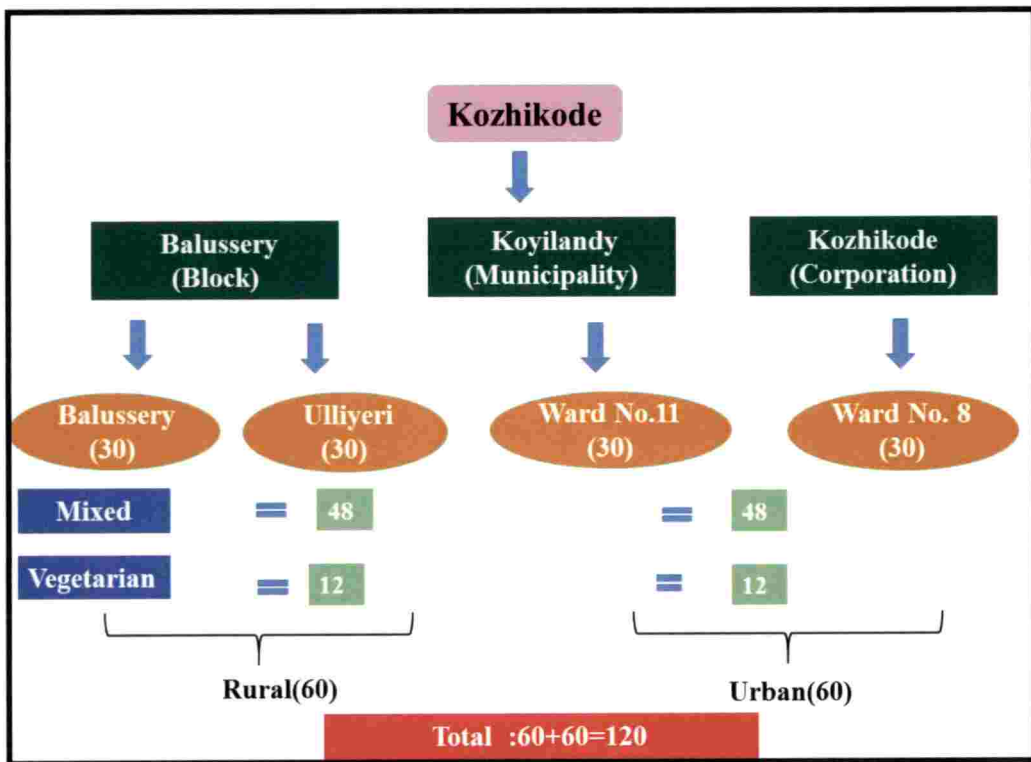 Kozhikode
Balussery
(Block)
Koyilandy
(Municipality)
Kozhikode
(Corporation)
Balussery
(30)
Ulliyeri
(30)
Ward No.11
(30)
Ward No. 8
(30)
Mixed = 48 = 48
Vegetarian = 12 = 12
Rural(60)
Urban(60)
Total :60+60=120